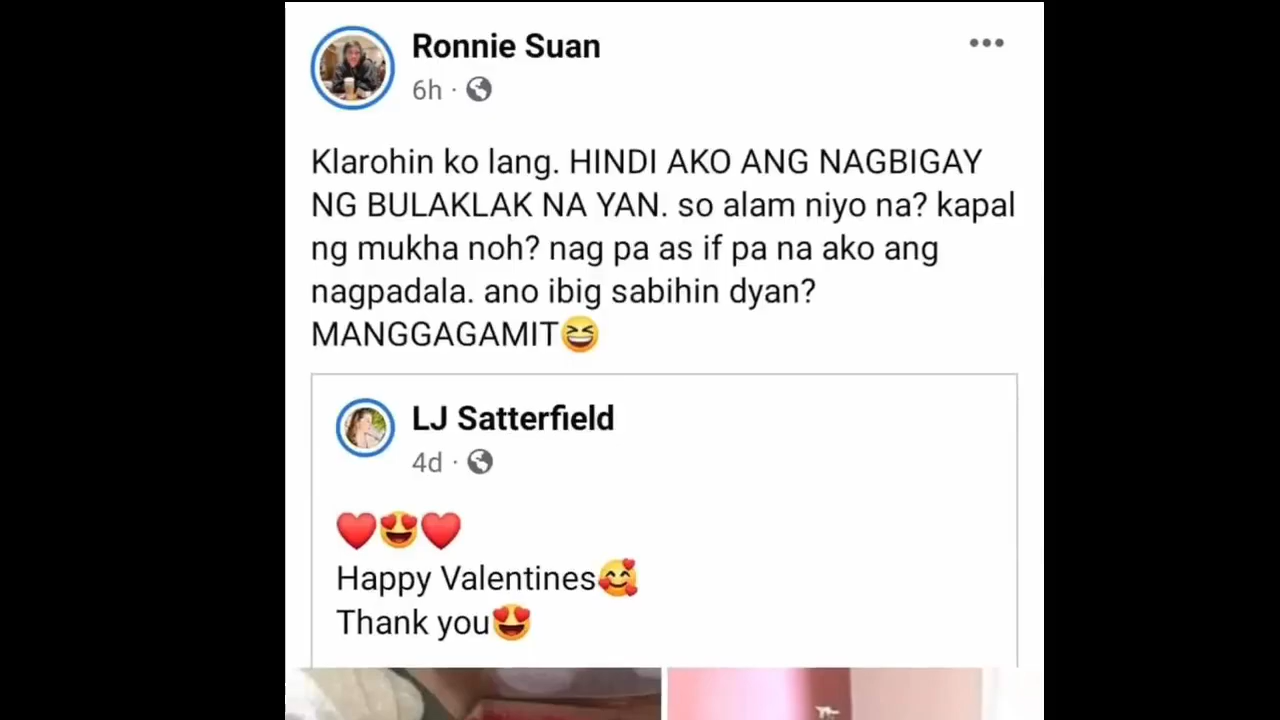 Ronnie Suan
6h ·
Klarohin ko lang. HINDI AKO ANG NAGBIGAY
NG BULAKLAK NA YAN. so alam niyo na? kapal
ng mukha noh? nag pa as if pa na ako ang
nagpadala. ano ibig sabihin dyan?
MANGGAGAMIT😆
LJ Satterfield
4d ·
❤️😍❤️
Happy Valentines🥰
Thank you😍